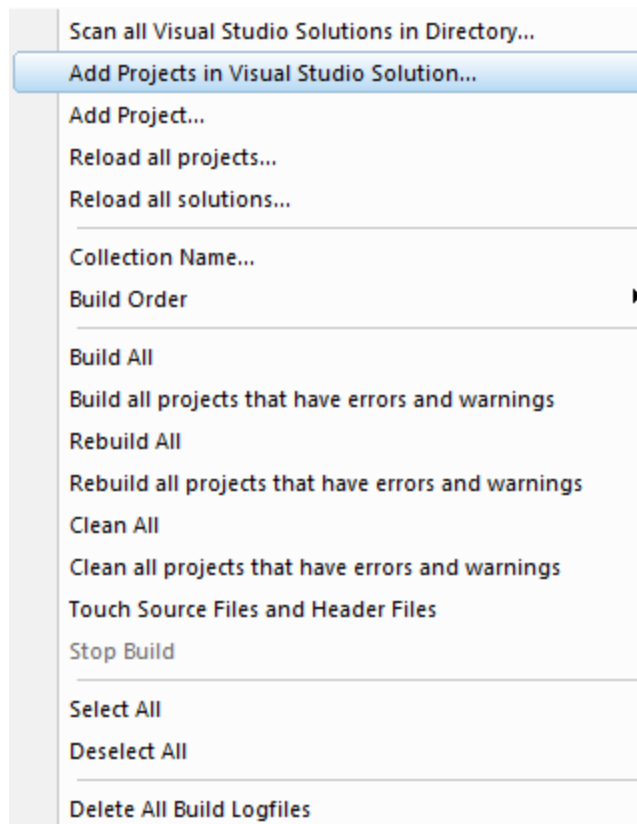 Scan all Visual Studio Solutions in Directory...
Add Projects in Visual Studio Solution...
Add Project...
Reload all projects...
Reload all solutions...
Collection Name...
Build Order
Build All
Build all projects that have errors and warnings
Rebuild All
Rebuild all projects that have errors and warnings
Clean All
Clean all projects that have errors and warnings
Touch Source Files and Header Files
Stop Build
Select All
Deselect All
Delete All Build Logfiles